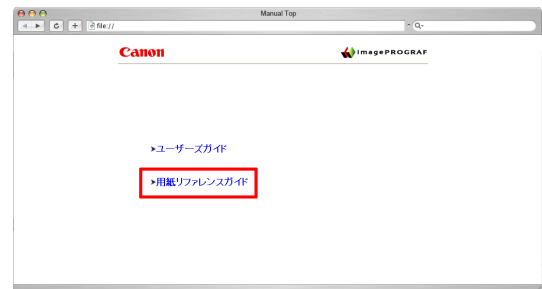 Manual Top
file://
Q-
Canon
imagePROGRAF
➤ユーザーズガイド
➤用紙リファレンスガイド